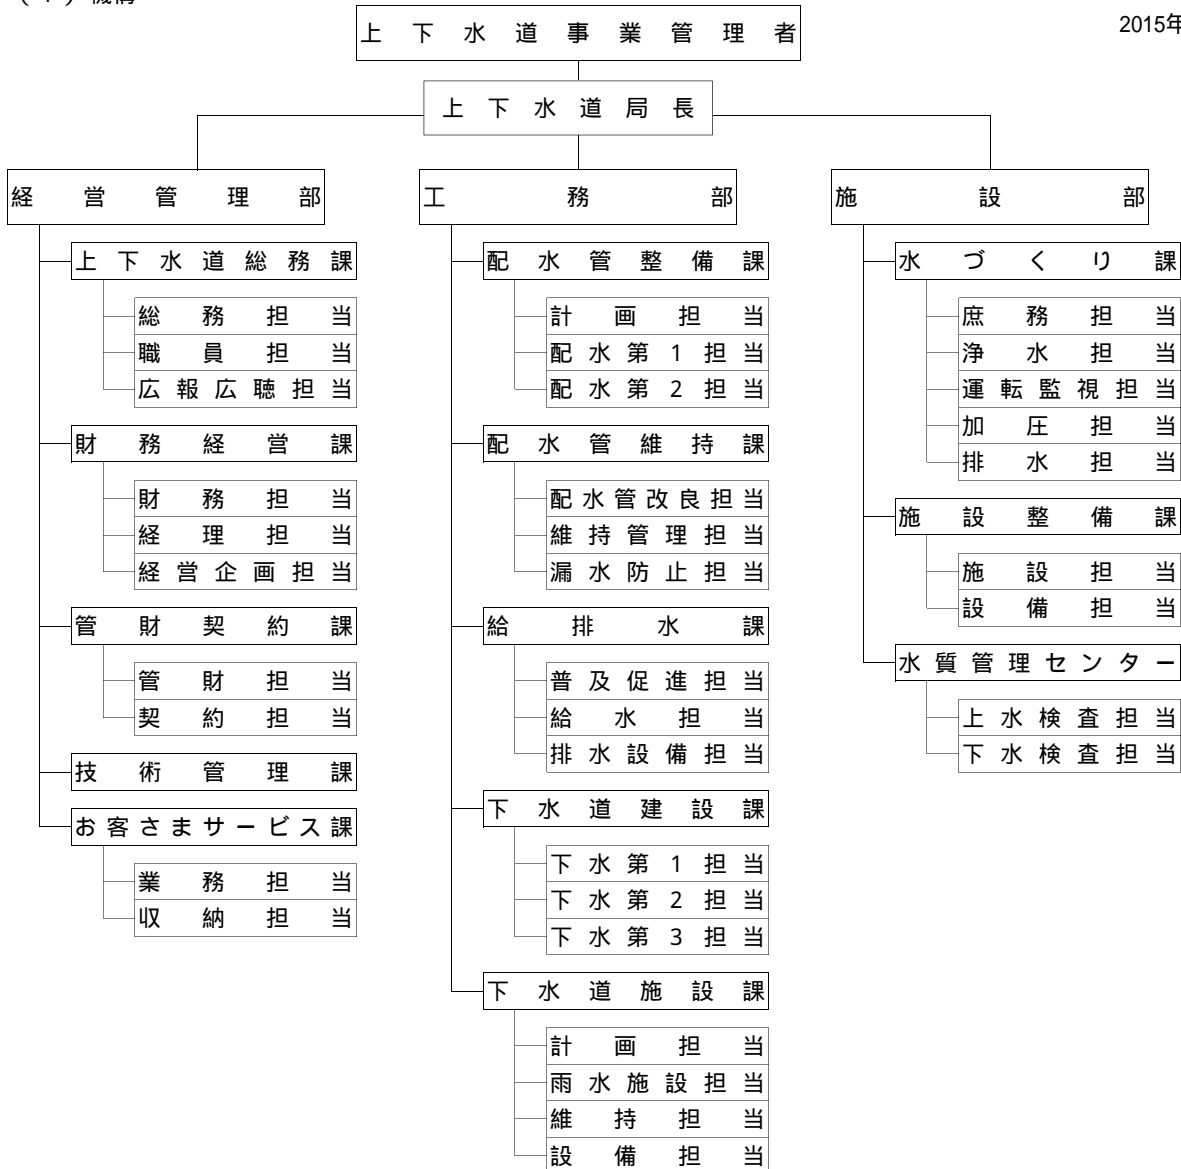 機構
2015年
上下水道事業管理者
上下水道局長
経営管理部
上下水道総務課
総務担当
職員担当
広報広聴担当
財務経営課
財務担当
経理担当
経営企画担当
管財契約課
管財担当
契約担当
技術管理課
お客さまサービス課
業務担当
収納担当
工務部
配水管整備課
計画担当
配水第1担当
配水第2担当
配水管維持課
配水管改良担当
維持管理担当
漏水防止担当
給排水課
普及促進担当
給水担当
排水設備担当
下水道建設課
下水第1担当
下水第2担当
下水第3担当
下水道施設課
計画担当
雨水施設担当
維持担当
設備担当
施設部
水づくり課
庶務担当
浄水担当
運転監視担当
加圧担当
排水担当
施設整備課
施設担当
設備担当
水質管理センター
上水検査担当
下水検査担当